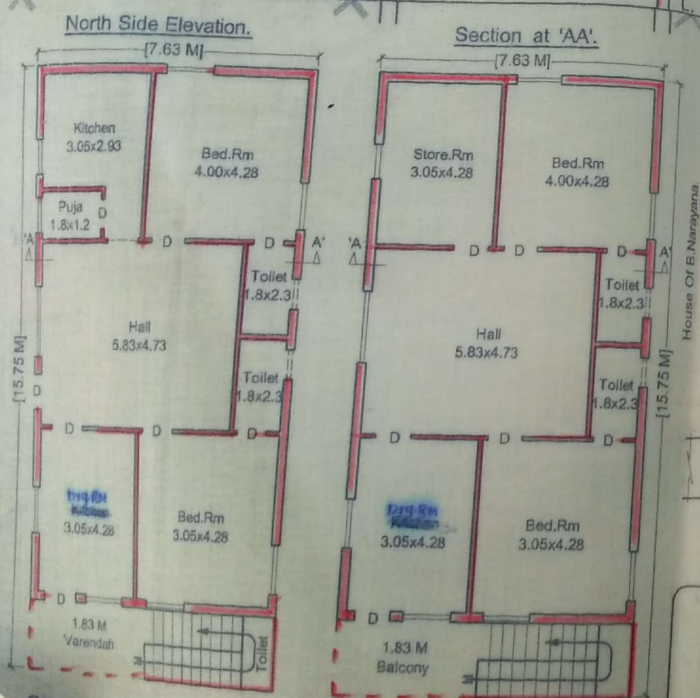 North Side Elevation.
[7.63 M]
Kitchen
3.05x2.93
Bed.Rm
4.00x4.28
Puja
1.8x1.2
D
'A
D
D
A'
Toilet
1.8x2.3
Hall
5.83x4.73
[15.75 M]
D
Toilet
1.8x2.3
D
D
D
Kitchen
3.05x4.28
Bed.Rm
3.05x4.28
D
1.83 M
Varendah
Toilet
Section at 'AA'.
[7.63 M]
Store.Rm
3.05x4.28
Bed.Rm
4.00x4.28
'A
D
D
D
A'
Toilet
1.8x2.3
Hall
5.83x4.73
[15.75 M]
Toilet
1.8x2.3
D
D
D
3.05x4.28
Bed.Rm
3.05x4.28
D
1.83 M
Balcony
House Of B.Narayana.